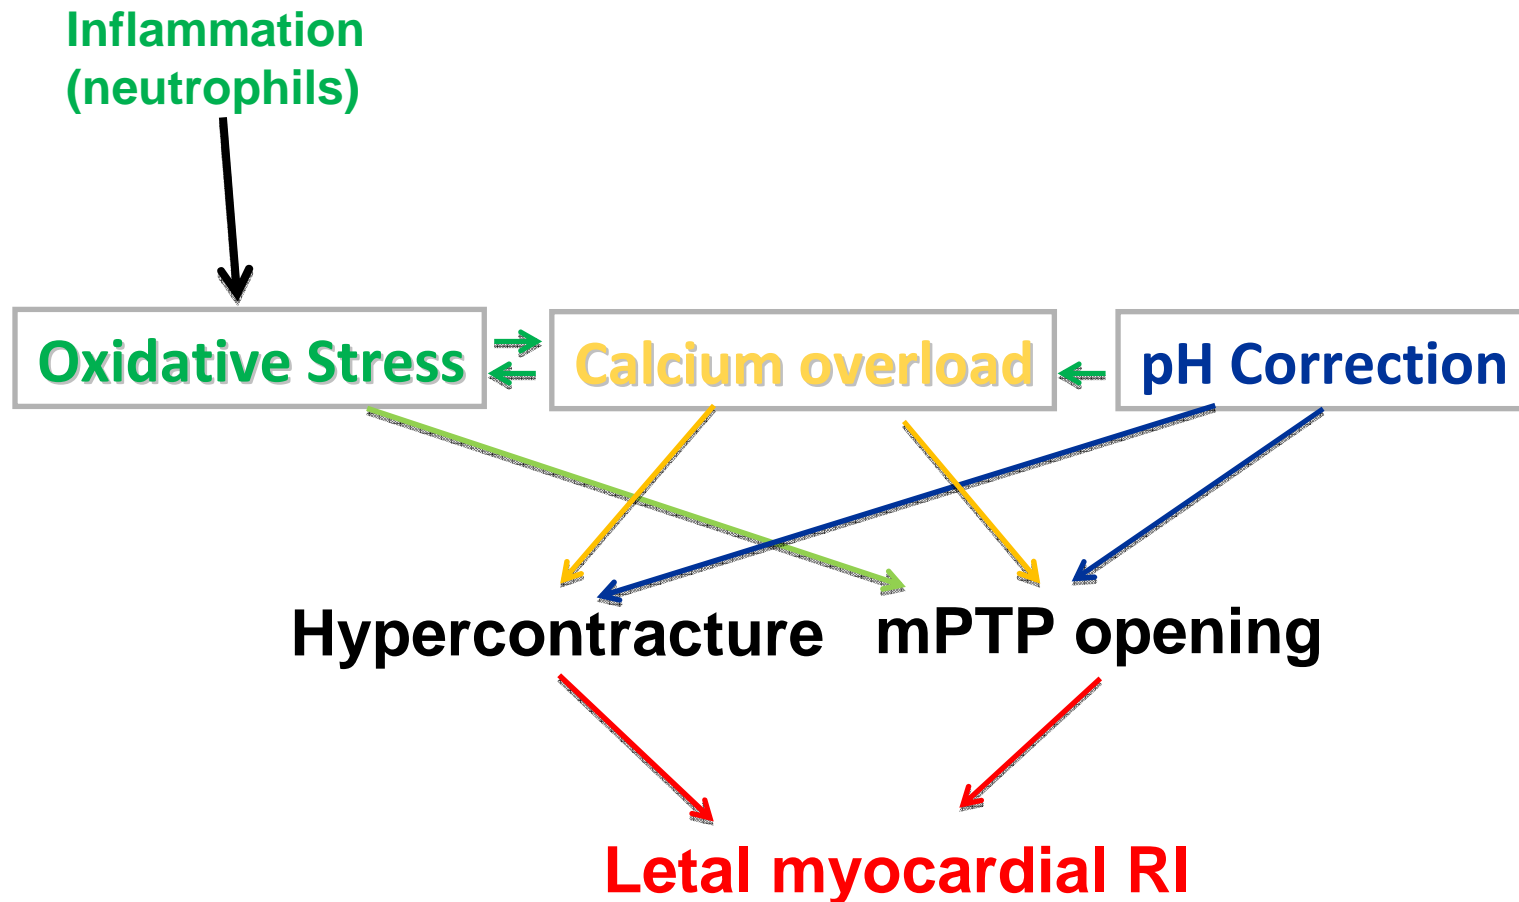 Inflammation
(neutrophils)
Oxidative Stress
Calcium overload
pH Correction
Hypercontracture
mPTP opening
Letal myocardial RI